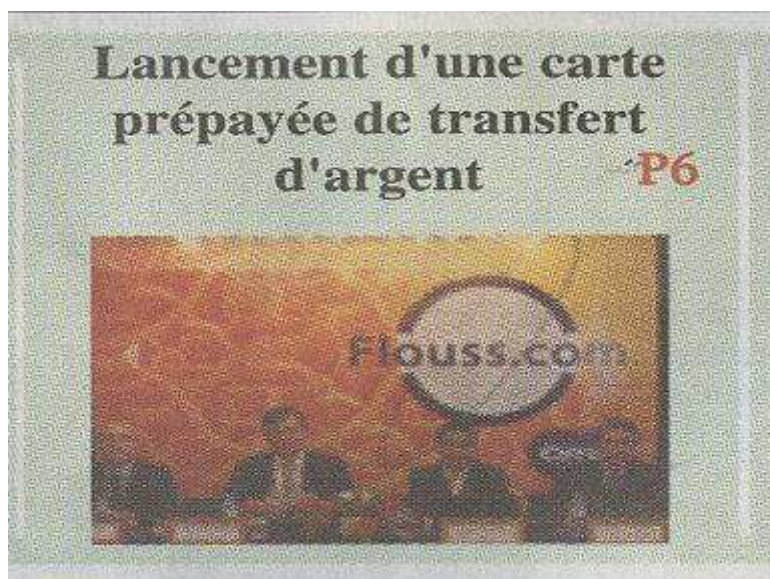 Lancement d'une carte
prépayée de transfert
d'argent P6
Flouss.com